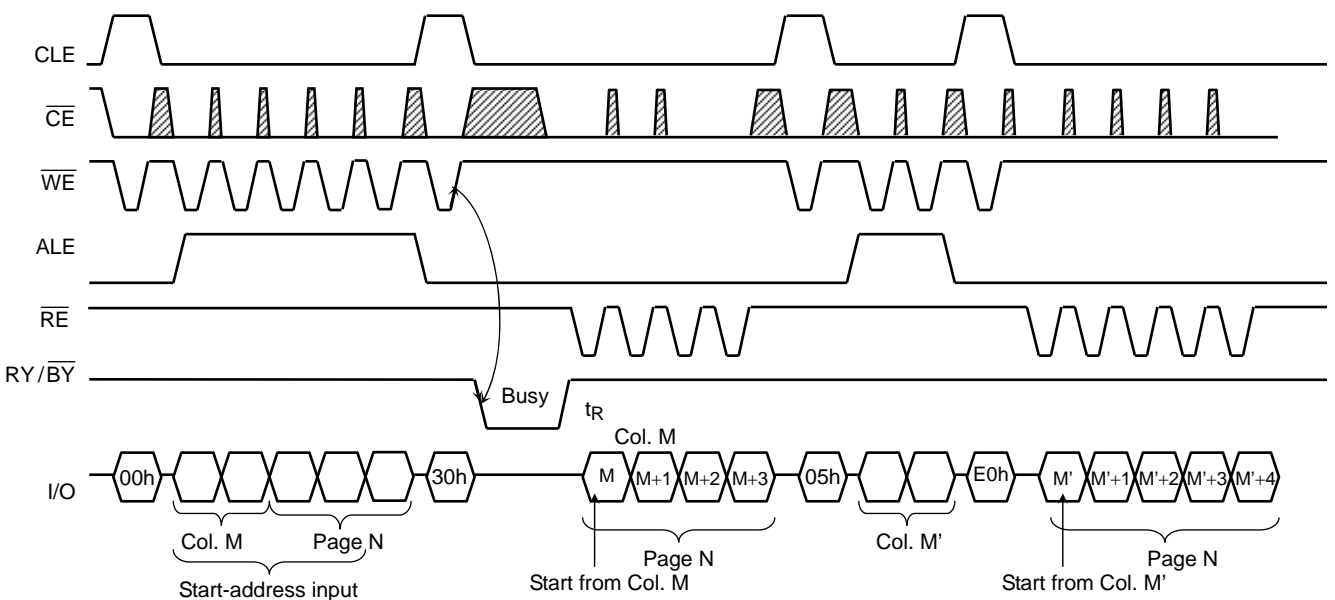 CLE
CE
WE
ALE
RE
RY/BY
Busy
tR
Col. M
I/O
00h
30h
M
M+1
M+2
M+3
05h
E0h
M'
M'+1
M'+2
M'+3
M'+4
Col. M
Page N
Start-address input
Page N
Start from Col. M
Col. M'
Page N
Start from Col. M'